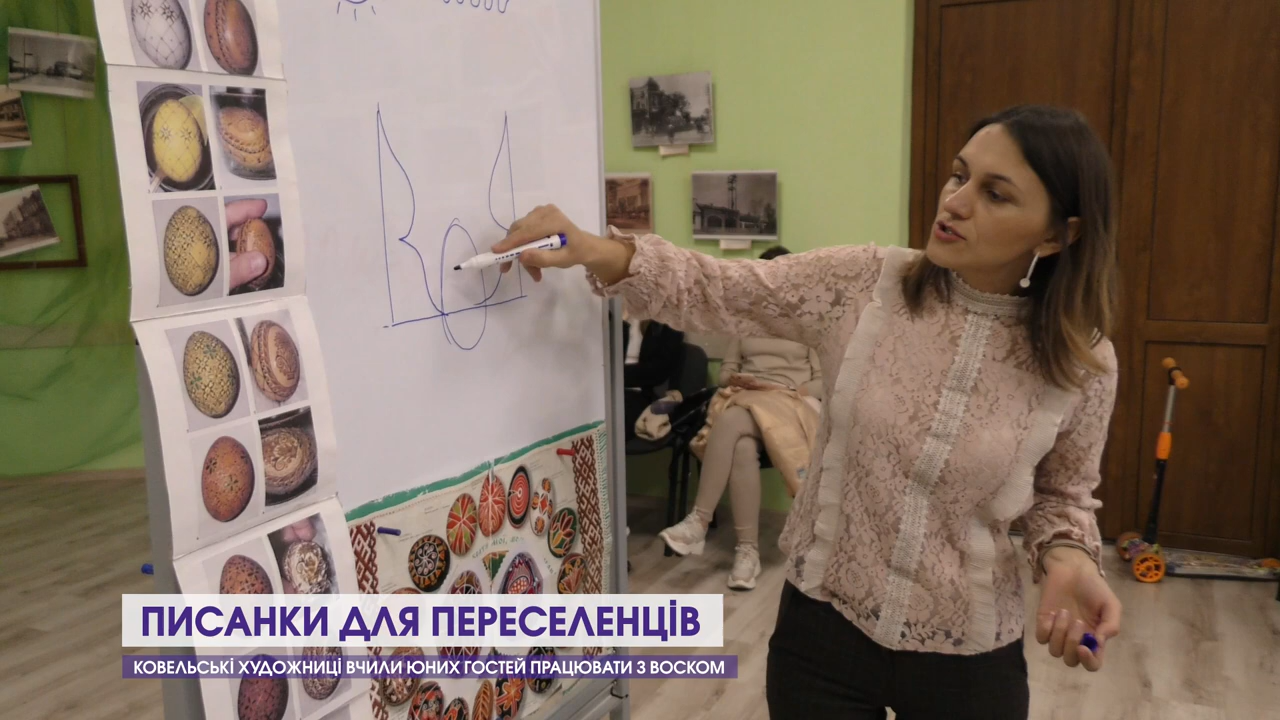 ПИСАНКИ ДЛЯ ПЕРЕСЕЛЕНЦІВ
КОВЕЛЬСЬКІ ХУДОЖНИЦІ ВЧИЛИ ЮНИХ ГОСТЕЙ ПРАЦЮВАТИ З ВОСКОМ